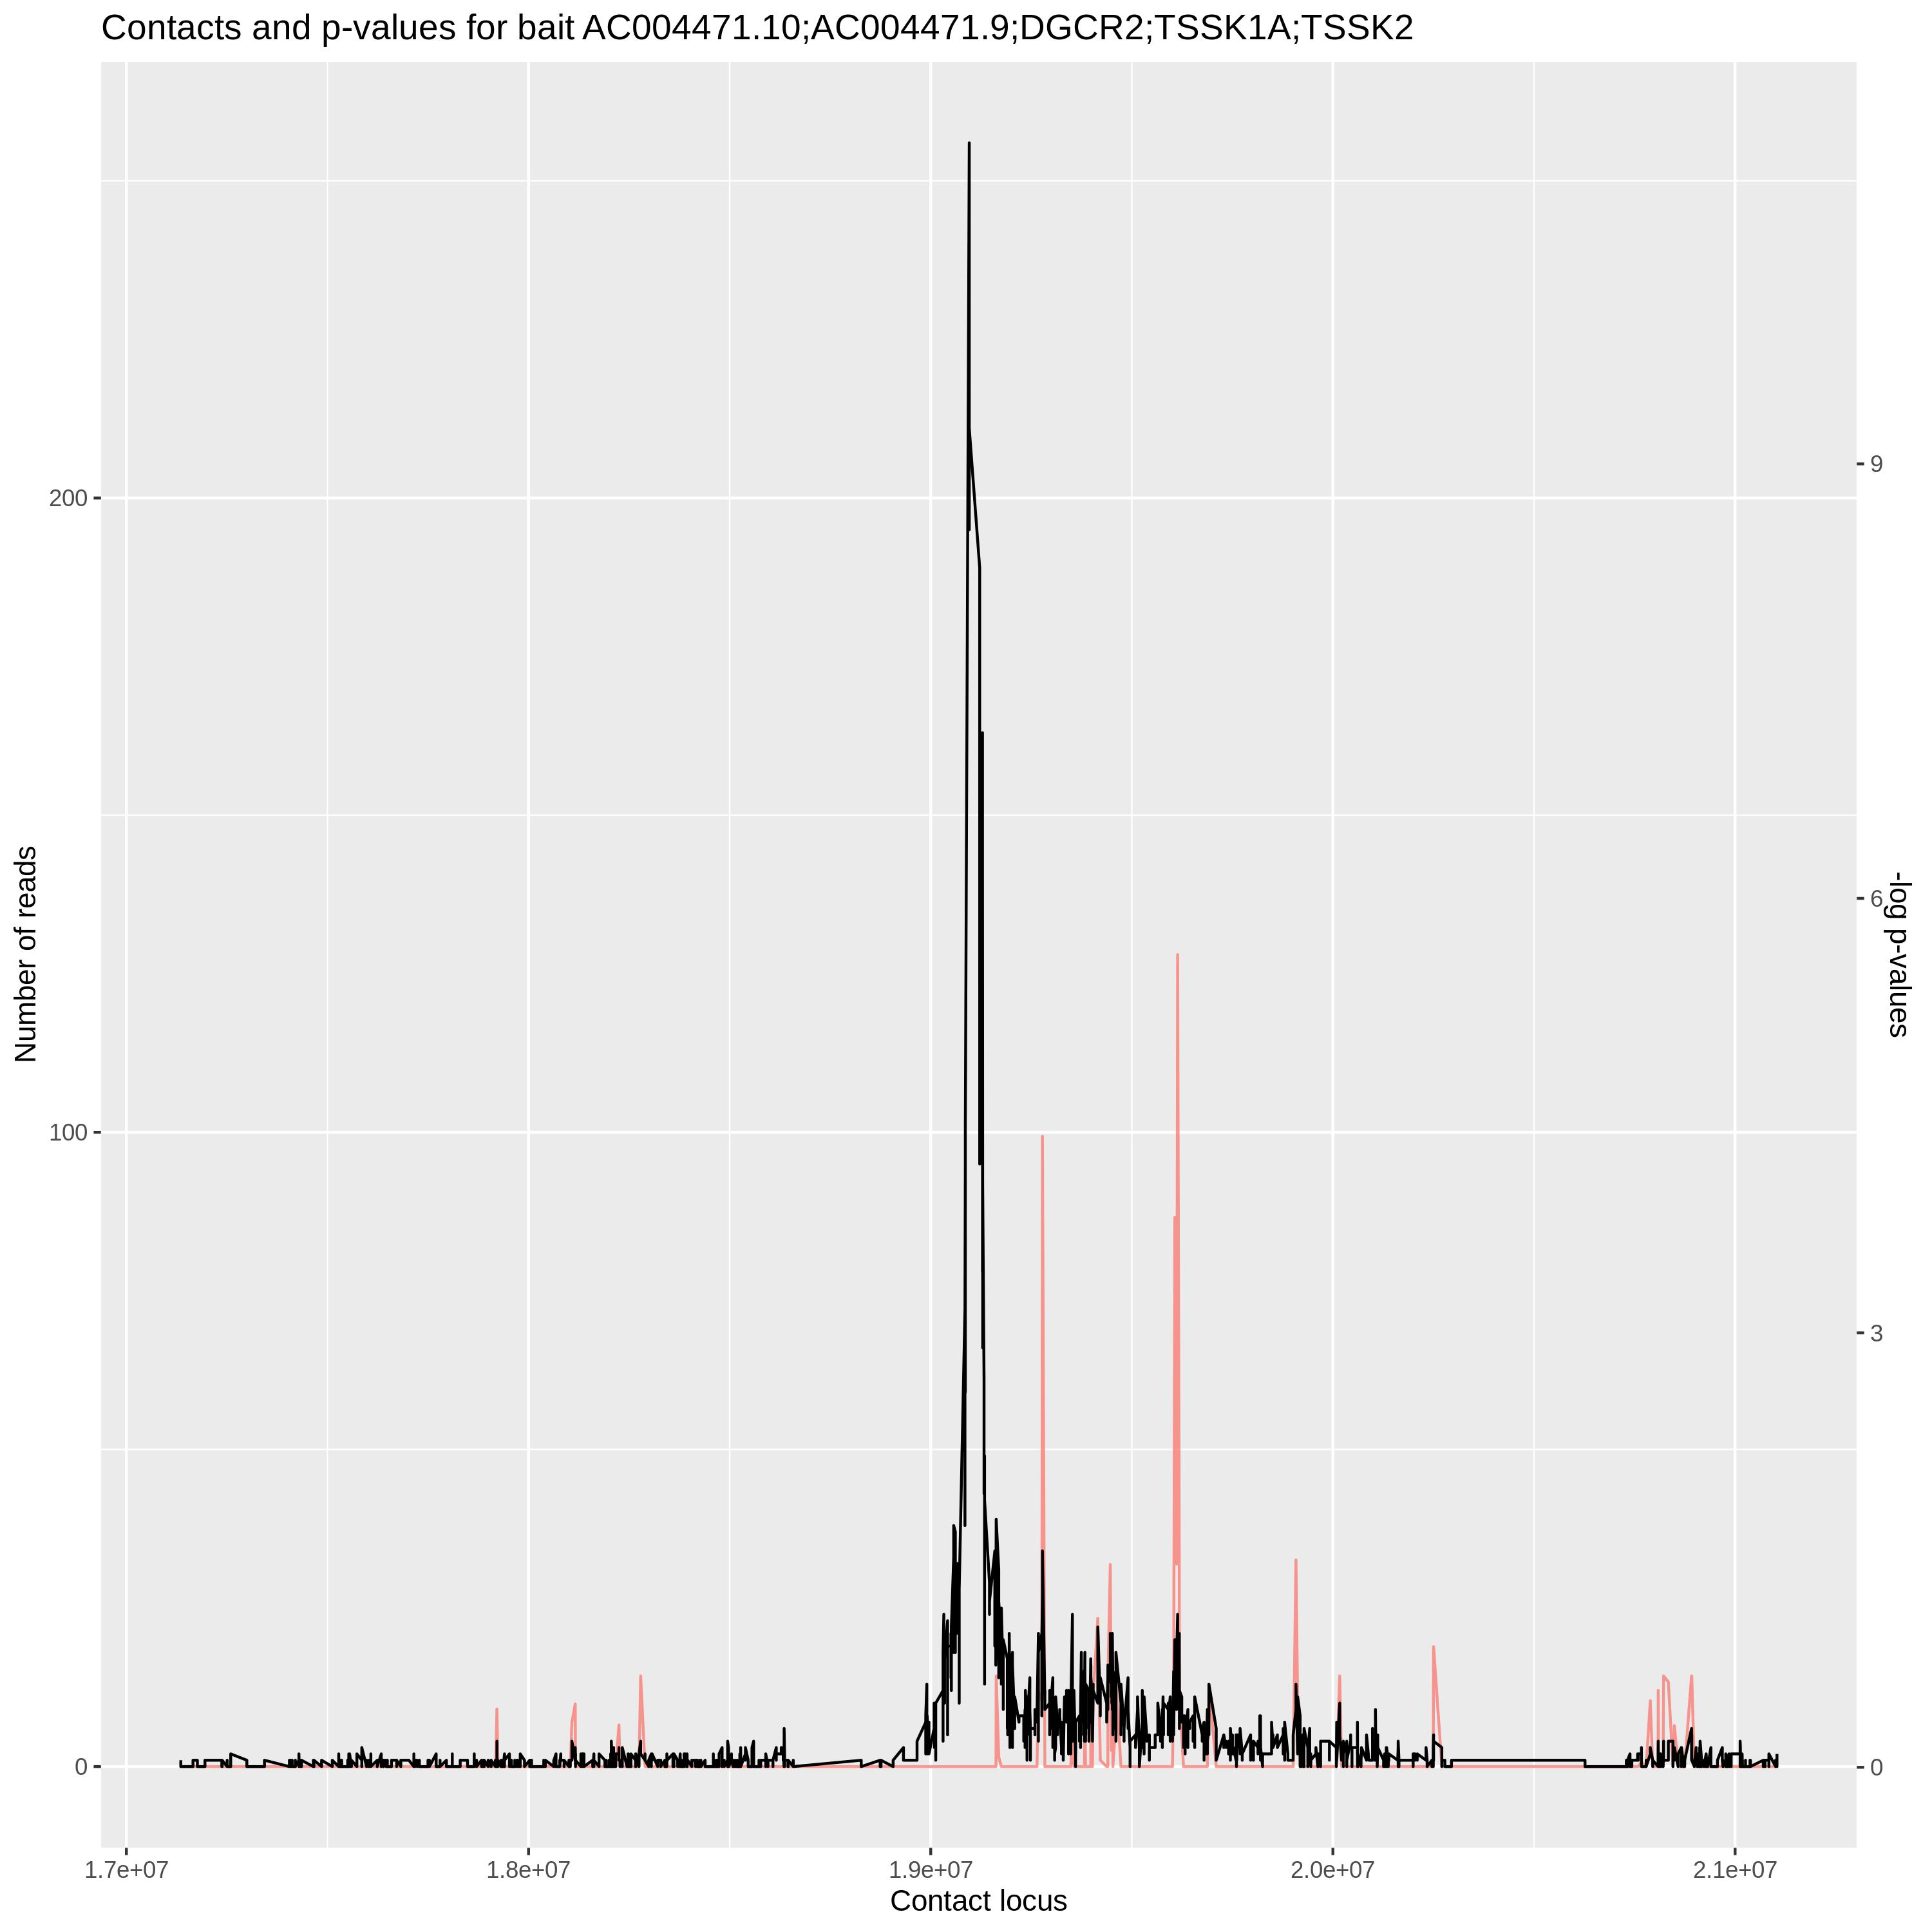 Contacts and p-values for bait AC004471.10;AC004471.9;DGCR2;TSSK1A;TSSK2
Number of reads
200
100
0
9
6
3
0
-log p-values
1.7e+07 1.8e+07 1.9e+07 2.0e+07 2.1e+07
Contact locus